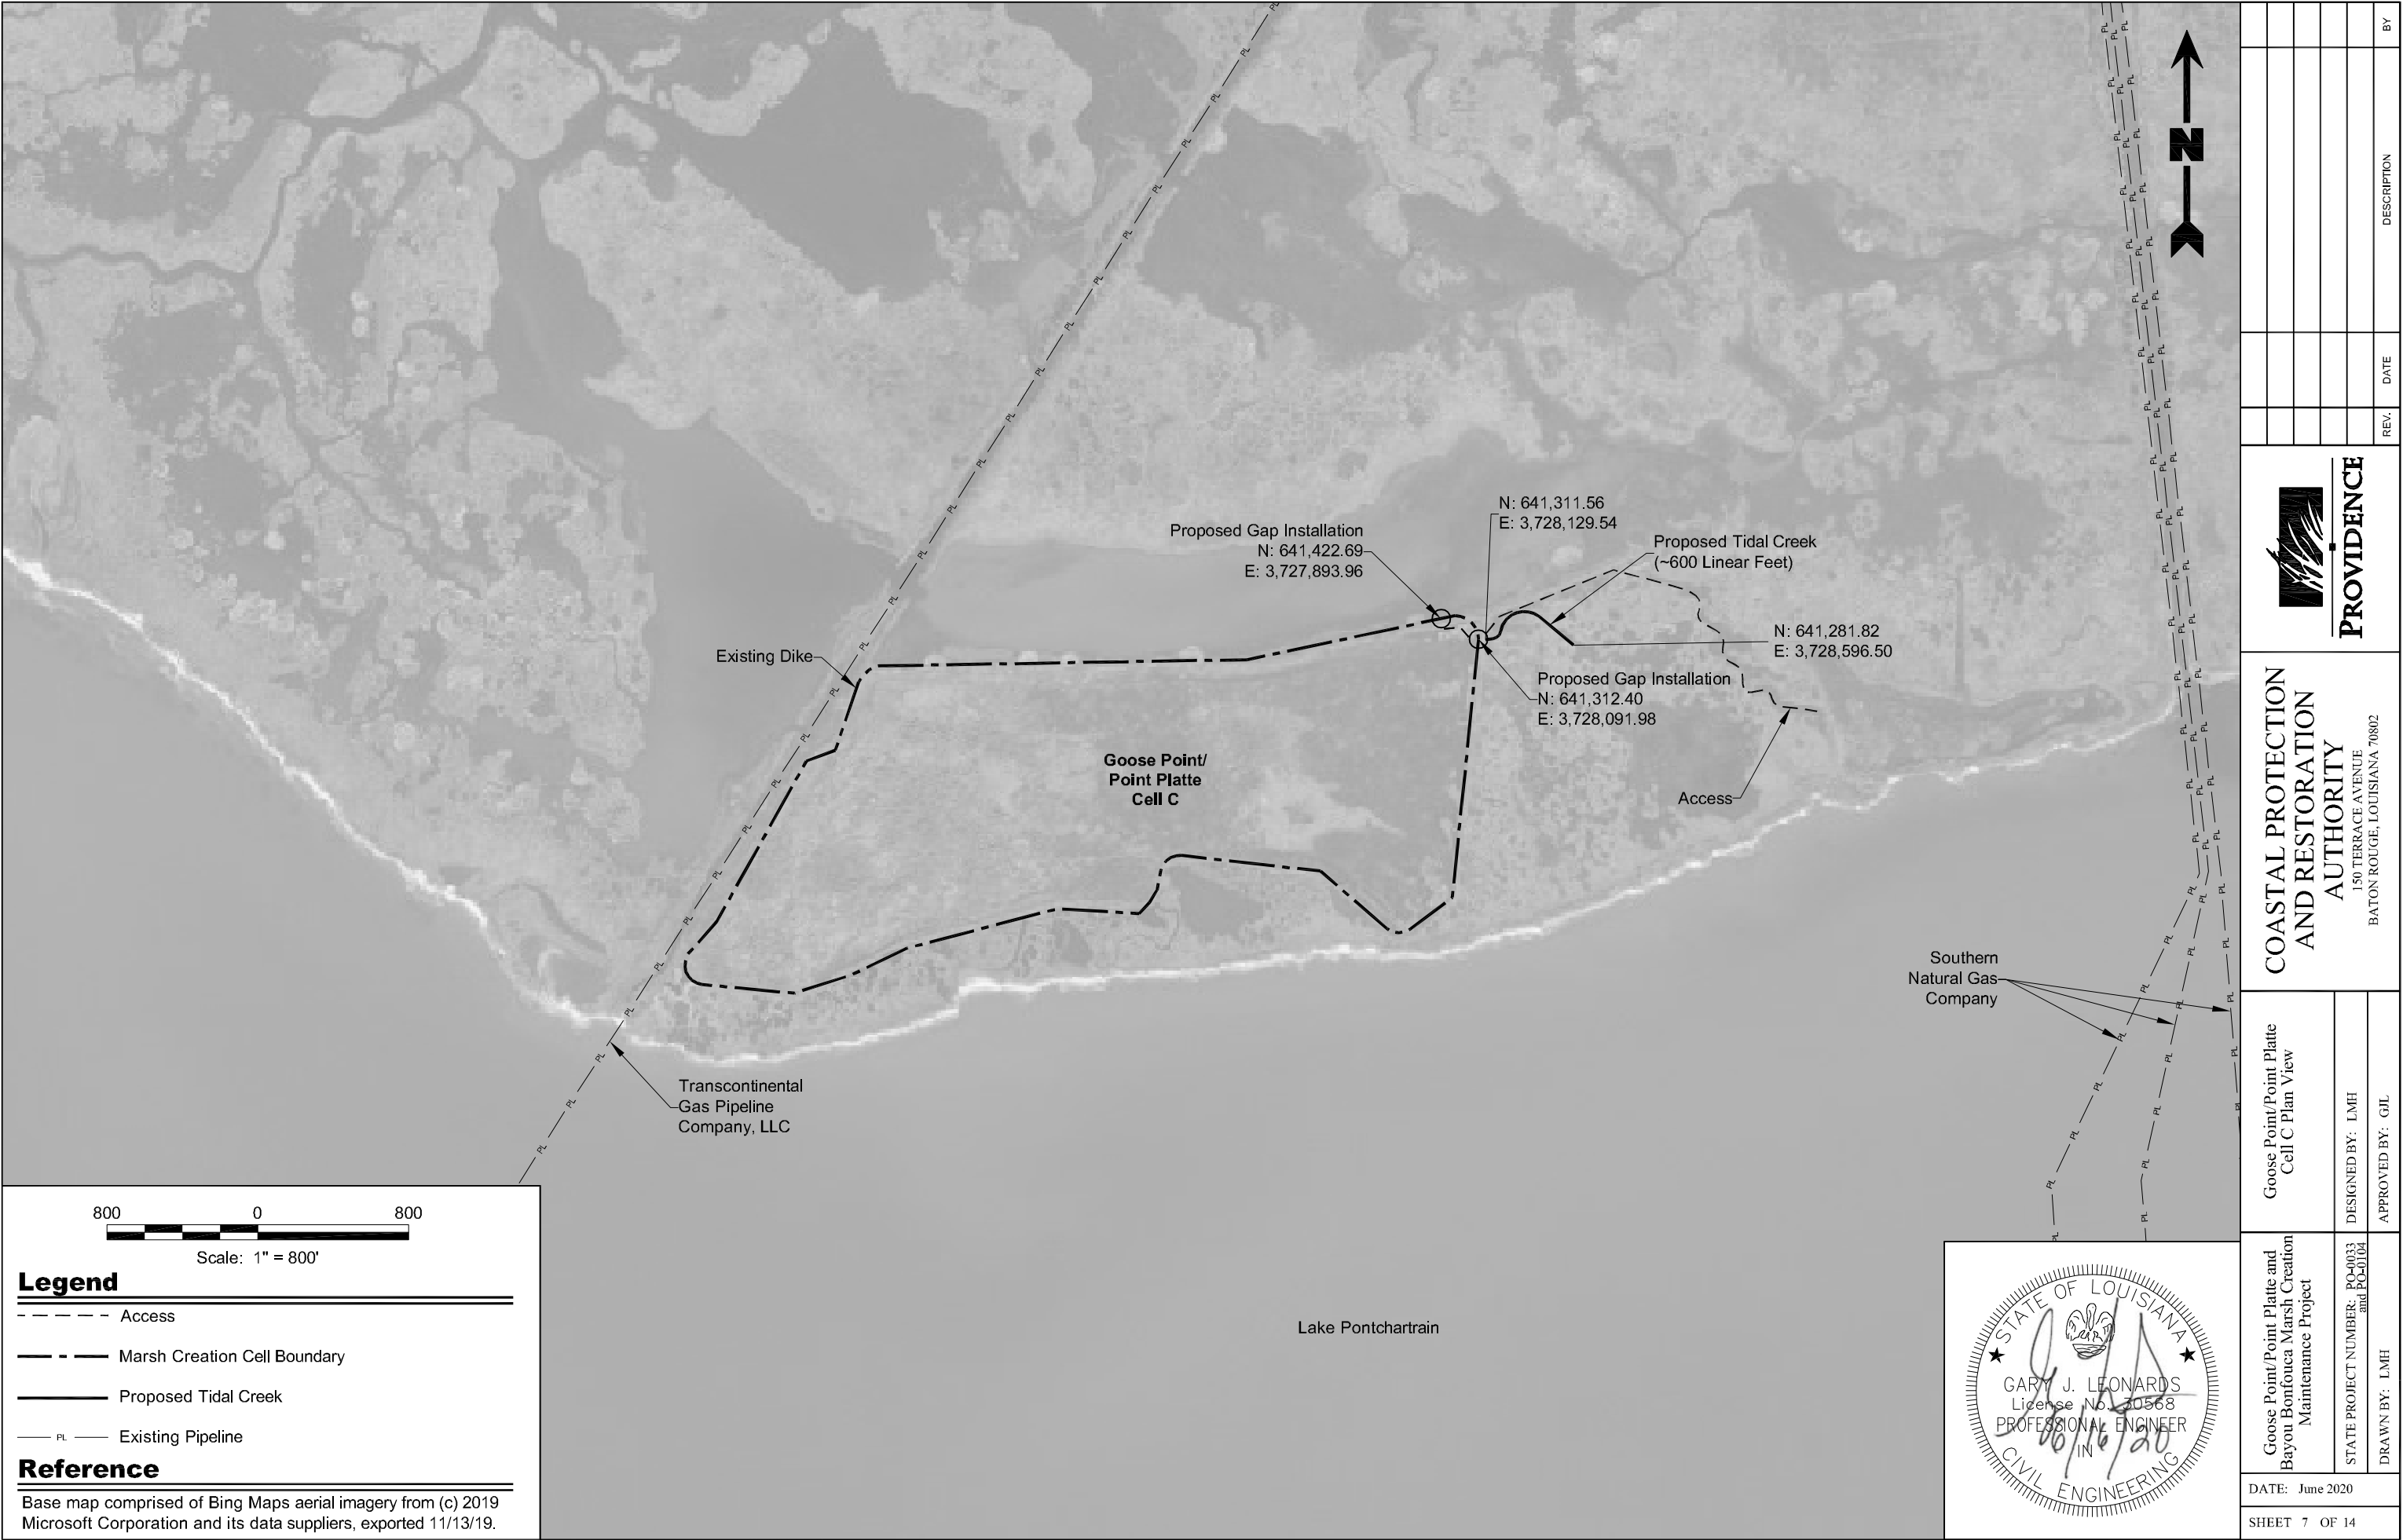 Proposed Gap Installation
N: 641,422.69
E: 3,727,893.96
N: 641,311.56
E: 3,728,129.54
Proposed Tidal Creek
(~600 Linear Feet)
N: 641,281.82
E: 3,728,596.50
Existing Dike
Proposed Gap Installation
N: 641,312.40
E: 3,728,091.98
Goose Point/
Point Platte
Cell C
Access
Southern
Natural Gas
Company
Transcontinental
Gas Pipeline
Company, LLC
Lake Pontchartrain
PL
N
800 0 800
Scale: 1" = 800'
Legend
Access
Marsh Creation Cell Boundary
Proposed Tidal Creek
PL Existing Pipeline
Reference
Base map comprised of Bing Maps aerial imagery from (c) 2019
Microsoft Corporation and its data suppliers, exported 11/13/19.
STATE OF LOUISIANA
GARY J. LEONARDS
License No. 30568
PROFESSIONAL ENGINEER
IN
CIVIL ENGINEERING
06/16/20
REV. DATE DESCRIPTION BY
PROVIDENCE
COASTAL PROTECTION
AND RESTORATION
AUTHORITY
150 TERRACE AVENUE
BATON ROUGE, LOUISIANA 70802
Goose Point/Point Platte
Cell C Plan View
DESIGNED BY: LMH
APPROVED BY: GJL
Goose Point/Point Platte and
Bayou Bonfouca Marsh Creation
Maintenance Project
STATE PROJECT NUMBER: PO-0033
and PO-0104
DRAWN BY: LMH
DATE: June 2020
SHEET 7 OF 14